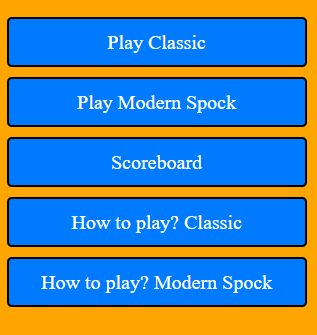 Play Classic
Play Modern Spock
Scoreboard
How to play? Classic
How to play? Modern Spock